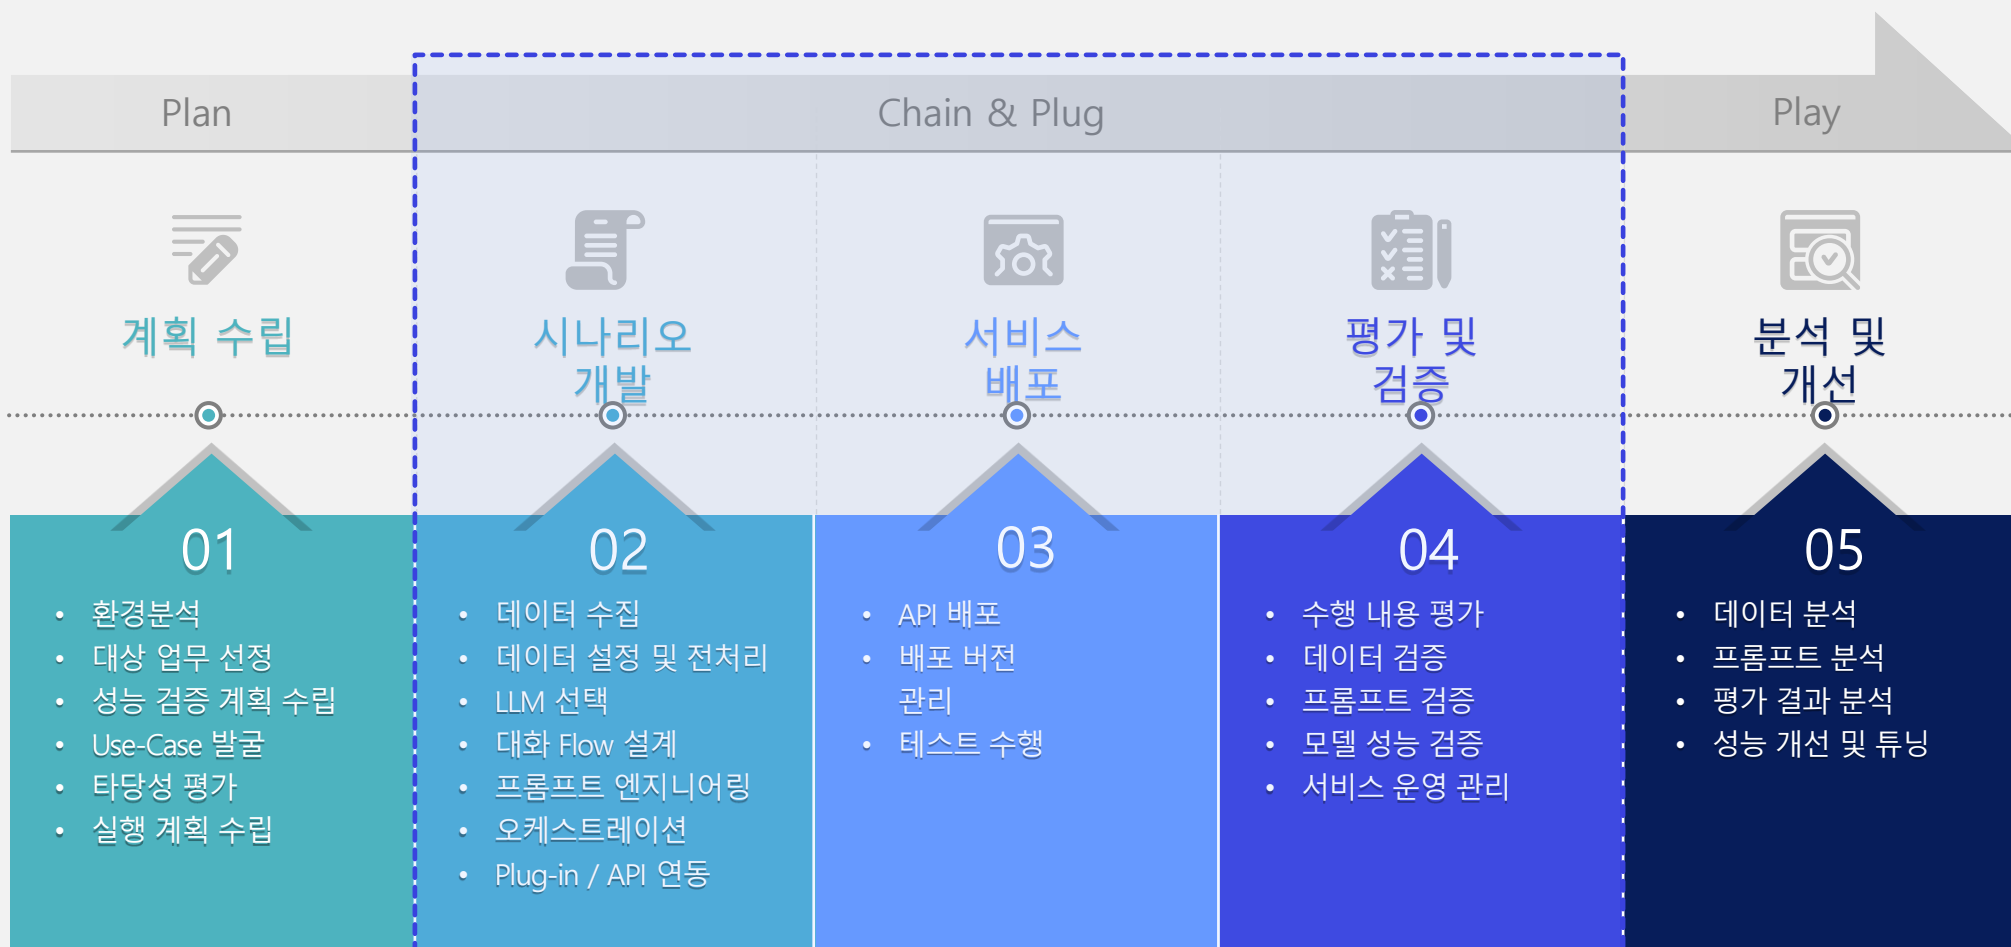 Plan
Chain & Plug
Play
계획 수립
시나리오
개발
서비스
배포
평가 및
검증
분석 및
개선
01
• 환경분석
• 대상 업무 선정
• 성능 검증 계획 수립
• Use-Case 발굴
• 타당성 평가
• 실행 계획 수립
02
• 데이터 수집
• 데이터 설정 및 전처리
• LLM 선택
• 대화 Flow 설계
• 프롬프트 엔지니어링
• 오케스트레이션
• Plug-in / API 연동
03
• API 배포
• 배포 버전
관리
• 테스트 수행
04
• 수행 내용 평가
• 데이터 검증
• 프롬프트 검증
• 모델 성능 검증
• 서비스 운영 관리
05
• 데이터 분석
• 프롬프트 분석
• 평가 결과 분석
• 성능 개선 및 튜닝